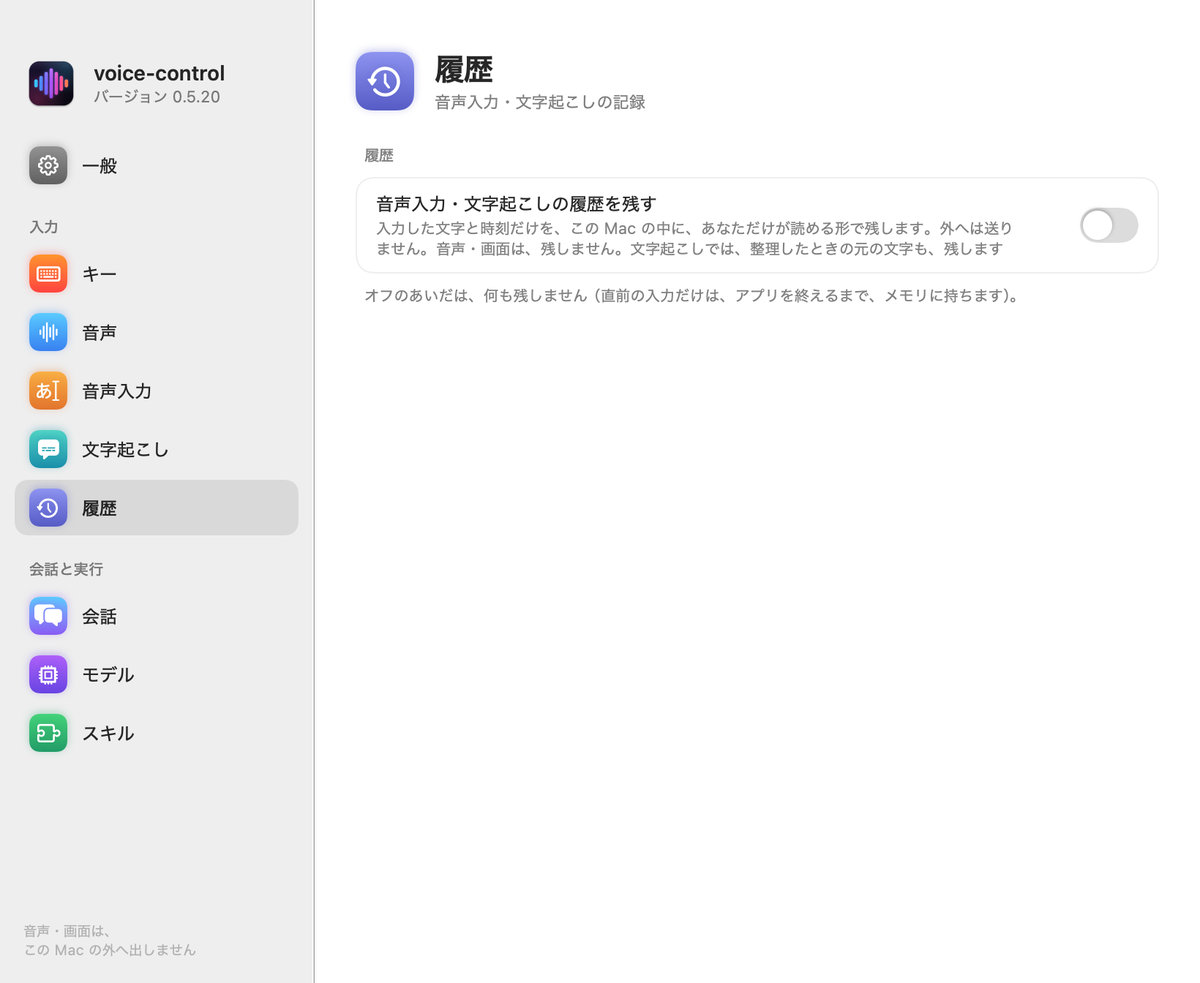 voice-control
バージョン 0.5.20
一般
入力
キー
音声
あ
音声入力
文字起こし
履歴
会話と実行
会話
モデル
スキル
音声・画面は、
この Mac の外へ出しません
履歴
音声入力・文字起こしの記録
履歴
音声入力・文字起こしの履歴を残す
入力した文字と時刻だけを、この Mac の中に、あなただけが読める形で残します。外へは送り
ません。音声・画面は、残しません。文字起こしでは、整理したときの元の文字も、残します
オフのあいだは、何も残しません（直前の入力だけは、アプリを終えるまで、メモリに持ちます）。